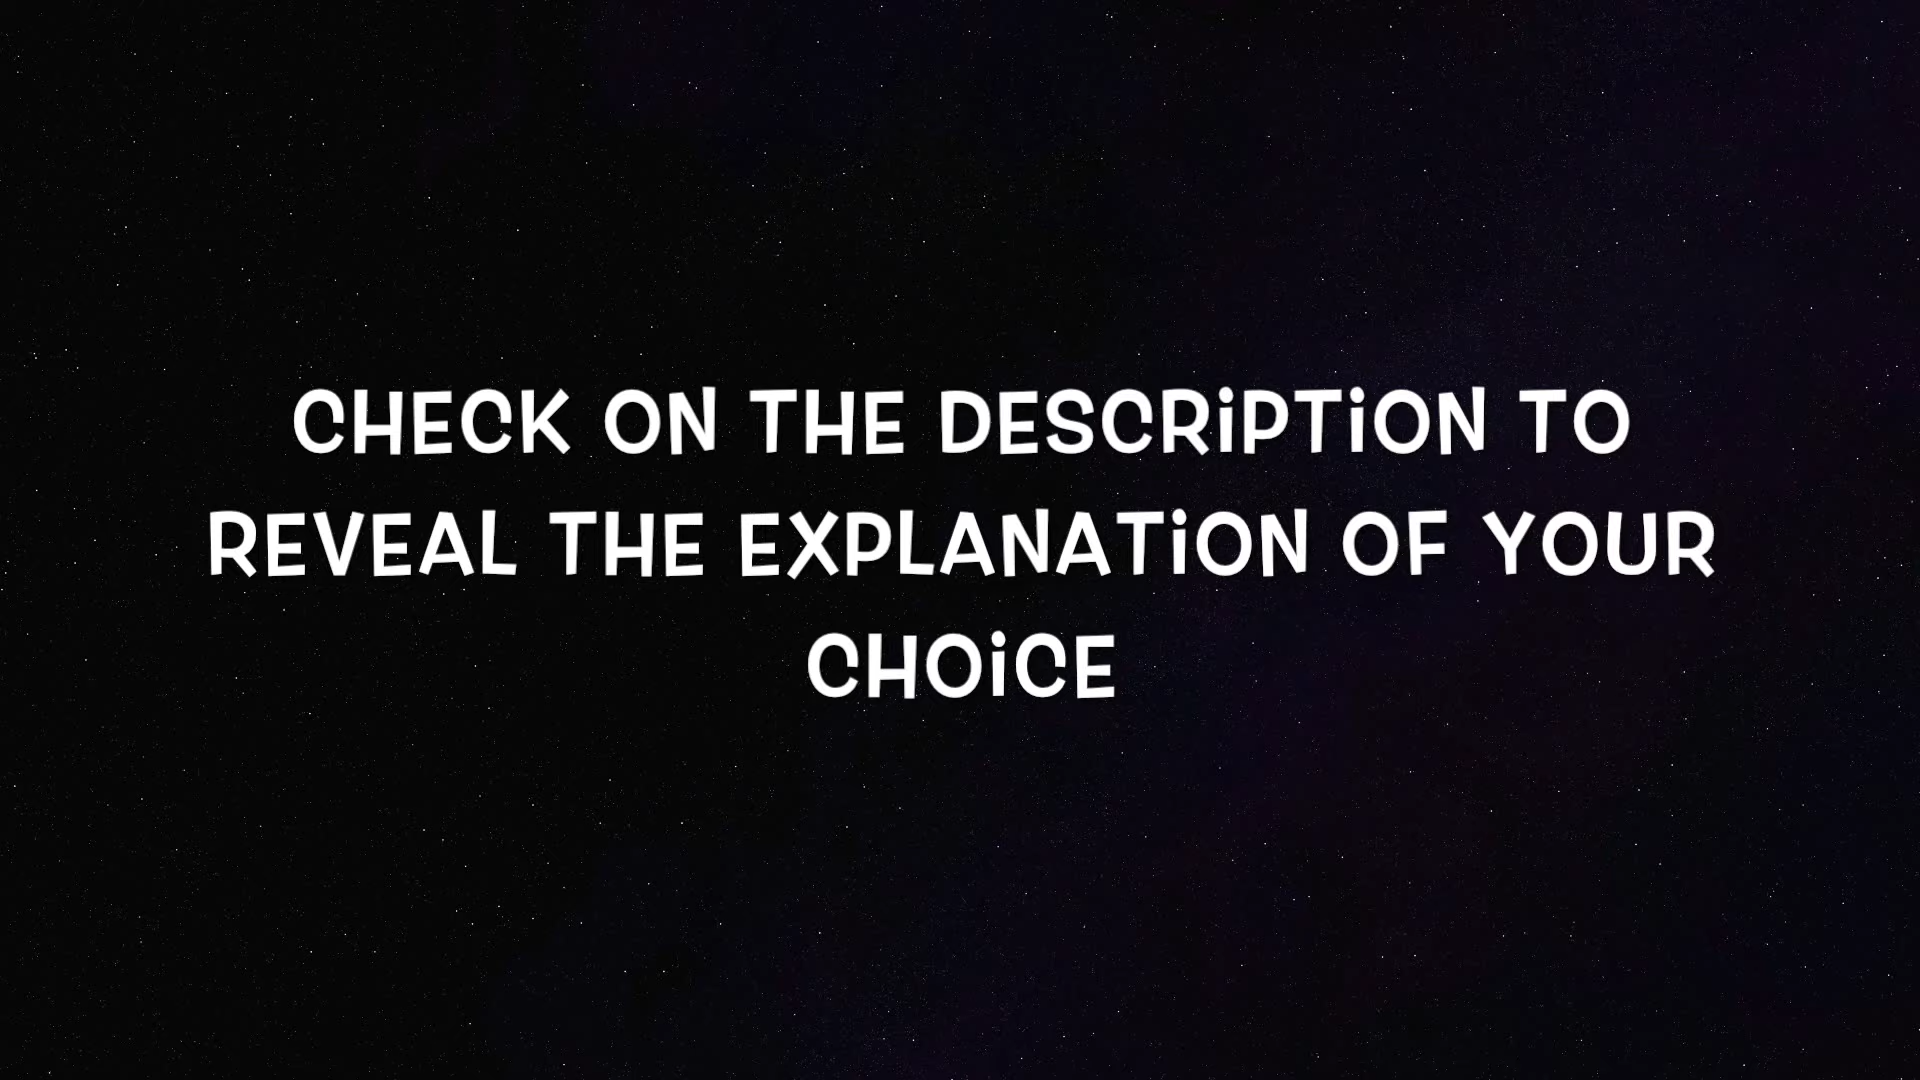 CHECK ON THE DESCRiPTiON TO
REVEAL THE EXPLANATiON OF YOUR
CHOiCE